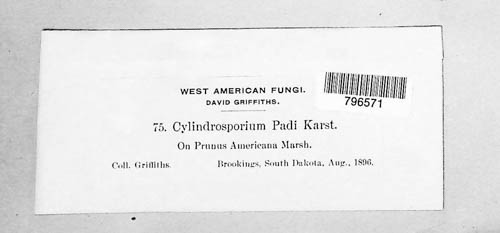 WEST AMERICAN FUNGI.
DAVID GRIFFITHS.
796571
75. Cylindrosporium Padi Karst.
On Prunus Americana Marsh.
Coll. Griffiths. Brookings, South Dakota, Aug., 1896.